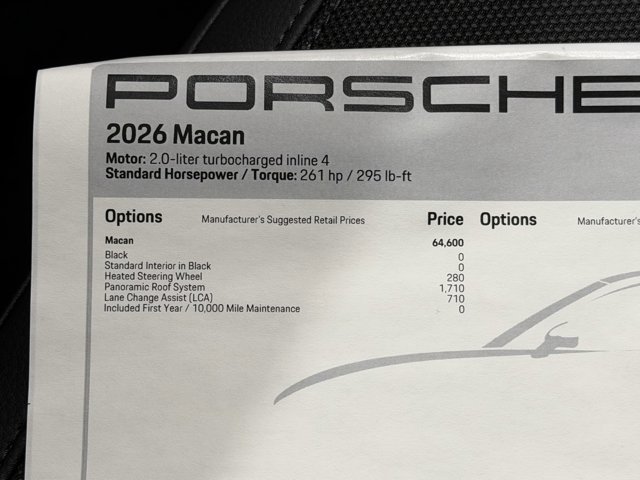 PORSCHE
2026 Macan
Motor: 2.0-liter turbocharged inline 4
Standard Horsepower / Torque: 261 hp / 295 lb-ft
Options Manufacturer's Suggested Retail Prices Price Options Manufacturer's
Macan 64,600
Black 0
Standard Interior in Black 0
Heated Steering Wheel 280
Panoramic Roof System 1,710
Lane Change Assist (LCA) 710
Included First Year / 10,000 Mile Maintenance 0